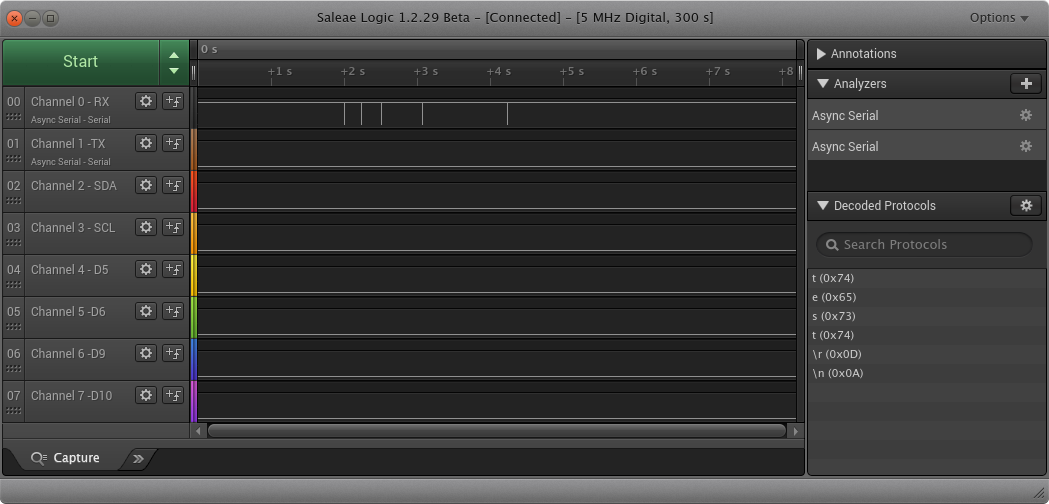 Saleae Logic 1.2.29 Beta - [Connected] - [5 MHz Digital, 300 s]
Options
Start
0 s
+1 s +2 s +3 s +4 s +5 s +6 s +7 s +8
00 Channel 0 - RX
Async Serial - Serial
01 Channel 1 -TX
Async Serial - Serial
02 Channel 2 - SDA
03 Channel 3 - SCL
04 Channel 4 - D5
05 Channel 5 -D6
06 Channel 6 -D9
07 Channel 7 -D10
Capture
Annotations
Analyzers
Async Serial
Async Serial
Decoded Protocols
Search Protocols
t (0x74)
e (0x65)
s (0x73)
t (0x74)
\r (0x0D)
\n (0x0A)